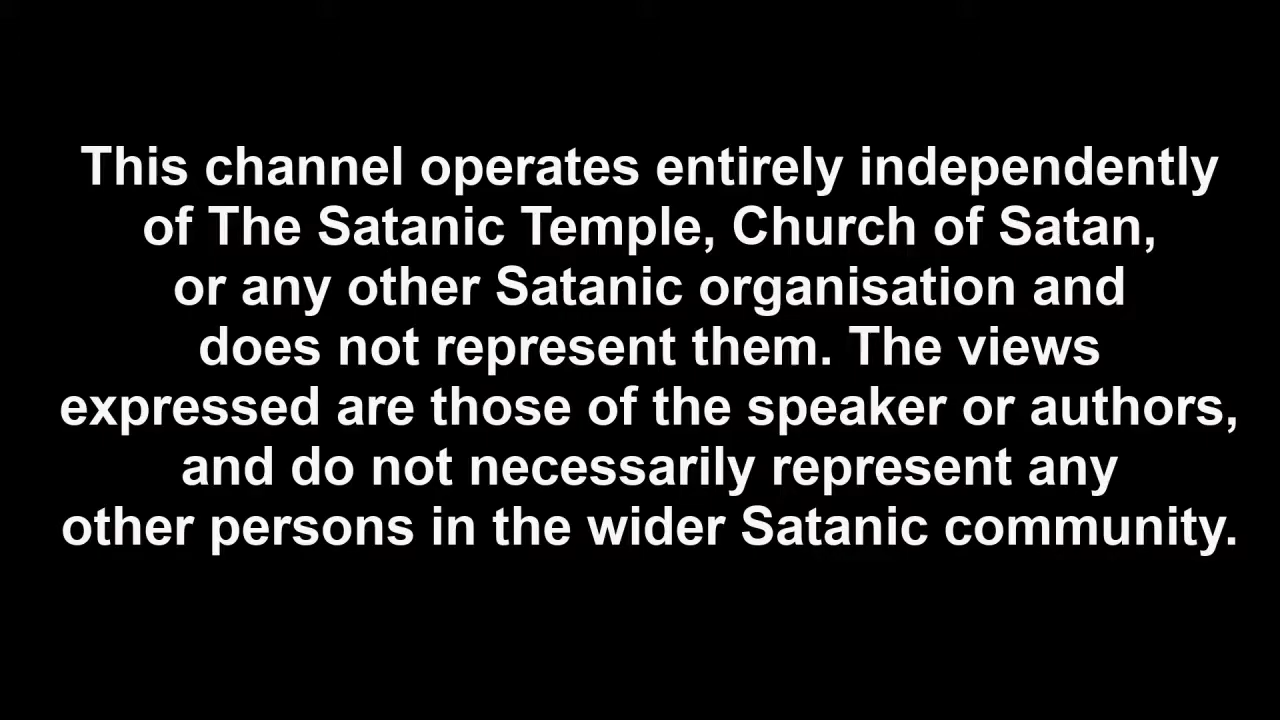 This channel operates entirely independently
of The Satanic Temple, Church of Satan,
or any other Satanic organisation and
does not represent them. The views
expressed are those of the speaker or authors,
and do not necessarily represent any
other persons in the wider Satanic community.